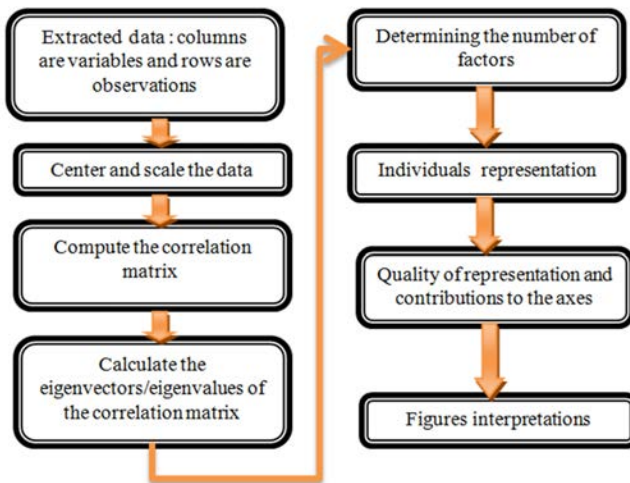 Extracted data : columns
are variables and rows are
observations
Center and scale the data
Compute the correlation
matrix
Calculate the
eigenvectors/eigenvalues of
the correlation matrix
Determining the number of
factors
Individuals representation
Quality of representation and
contributions to the axes
Figures interpretations